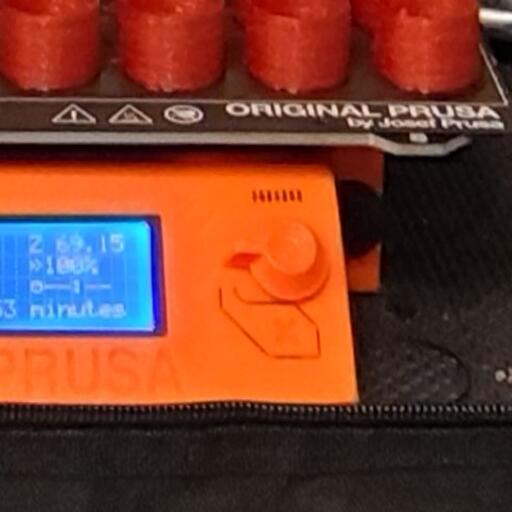 ORIGINAL PRUSA
by Josef Prusa
Z 69.15
»100%
53 minutes
PRUSA